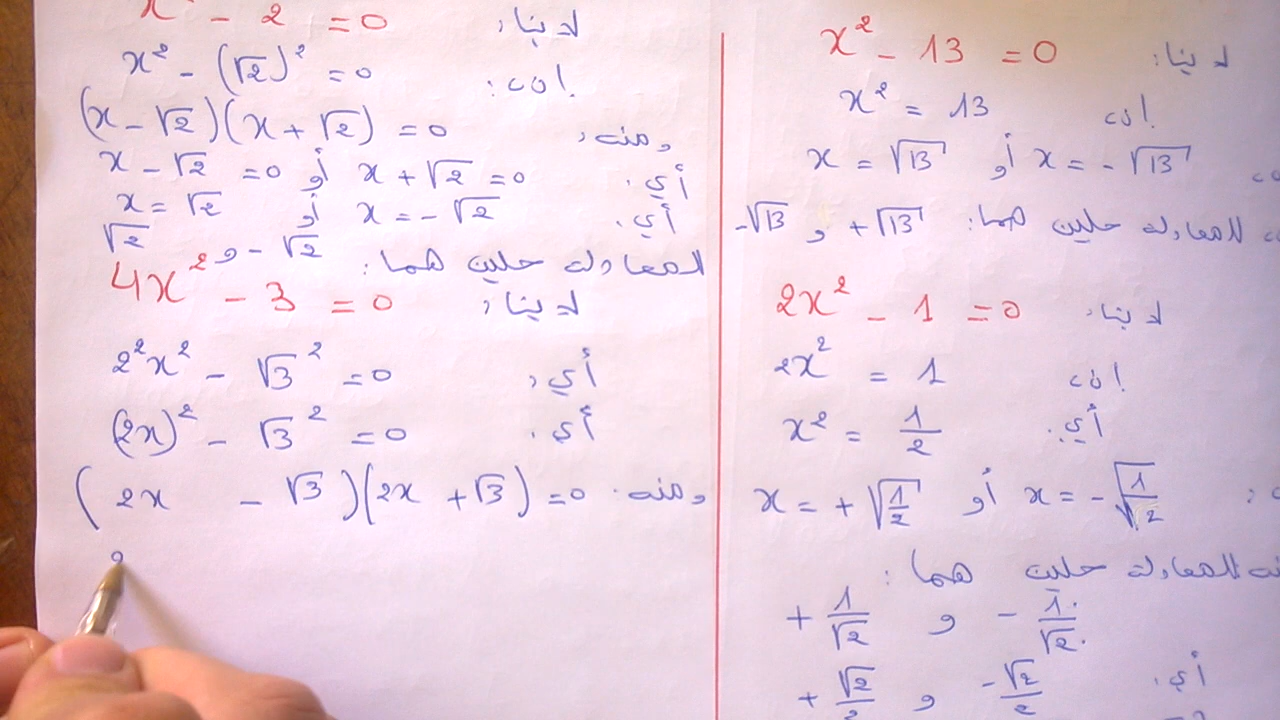 x² - 2 = 0 لدينا:
x² - (√2)² = 0 إذن:
(x - √2)(x + √2) = 0 ومنه:
x - √2 = 0 أو x + √2 = 0 أي:
x = √2 أو x = -√2 أي:
√2 و -√2 للمعادلة حلين هما:
4x² - 3 = 0 لدينا:
2²x² - √3² = 0 أي:
(2x)² - √3² = 0 أي:
(2x - √3)(2x + √3) = 0 ومنه:
x² - 13 = 0 لدينا:
x² = 13 إذن
x = √13 أو x = -√13
-√13 و +√13 للمعادلة حلين هما:
2x² - 1 = 0 لدينا:
2x² = 1 إذن
x² = 1/2 أي:
x = +√1/2 أو x = -√1/2
للمعادلة حلين هما:
+ 1/√2 و - 1/√2
+ √2/2 و -√2/2 أي: